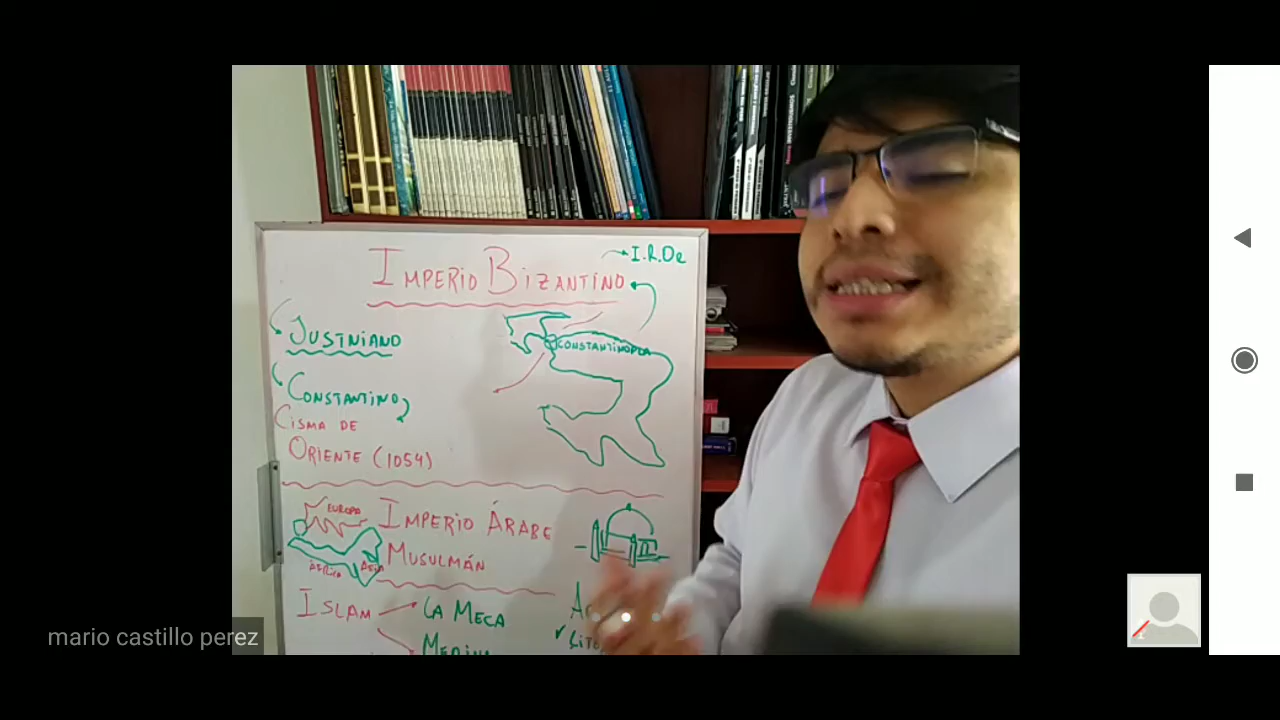 IMPERIO BIZANTINO
I.R.De
JUSTNIANO
CONSTANTINOPLA
CONSTANTINO
CISMA DE
ORIENTE (1054)
EUROPA
ÁFRICA
ASIA
IMPERIO ÁRABE
MUSULMÁN
ISLAM
LA MECA
mario castillo perez